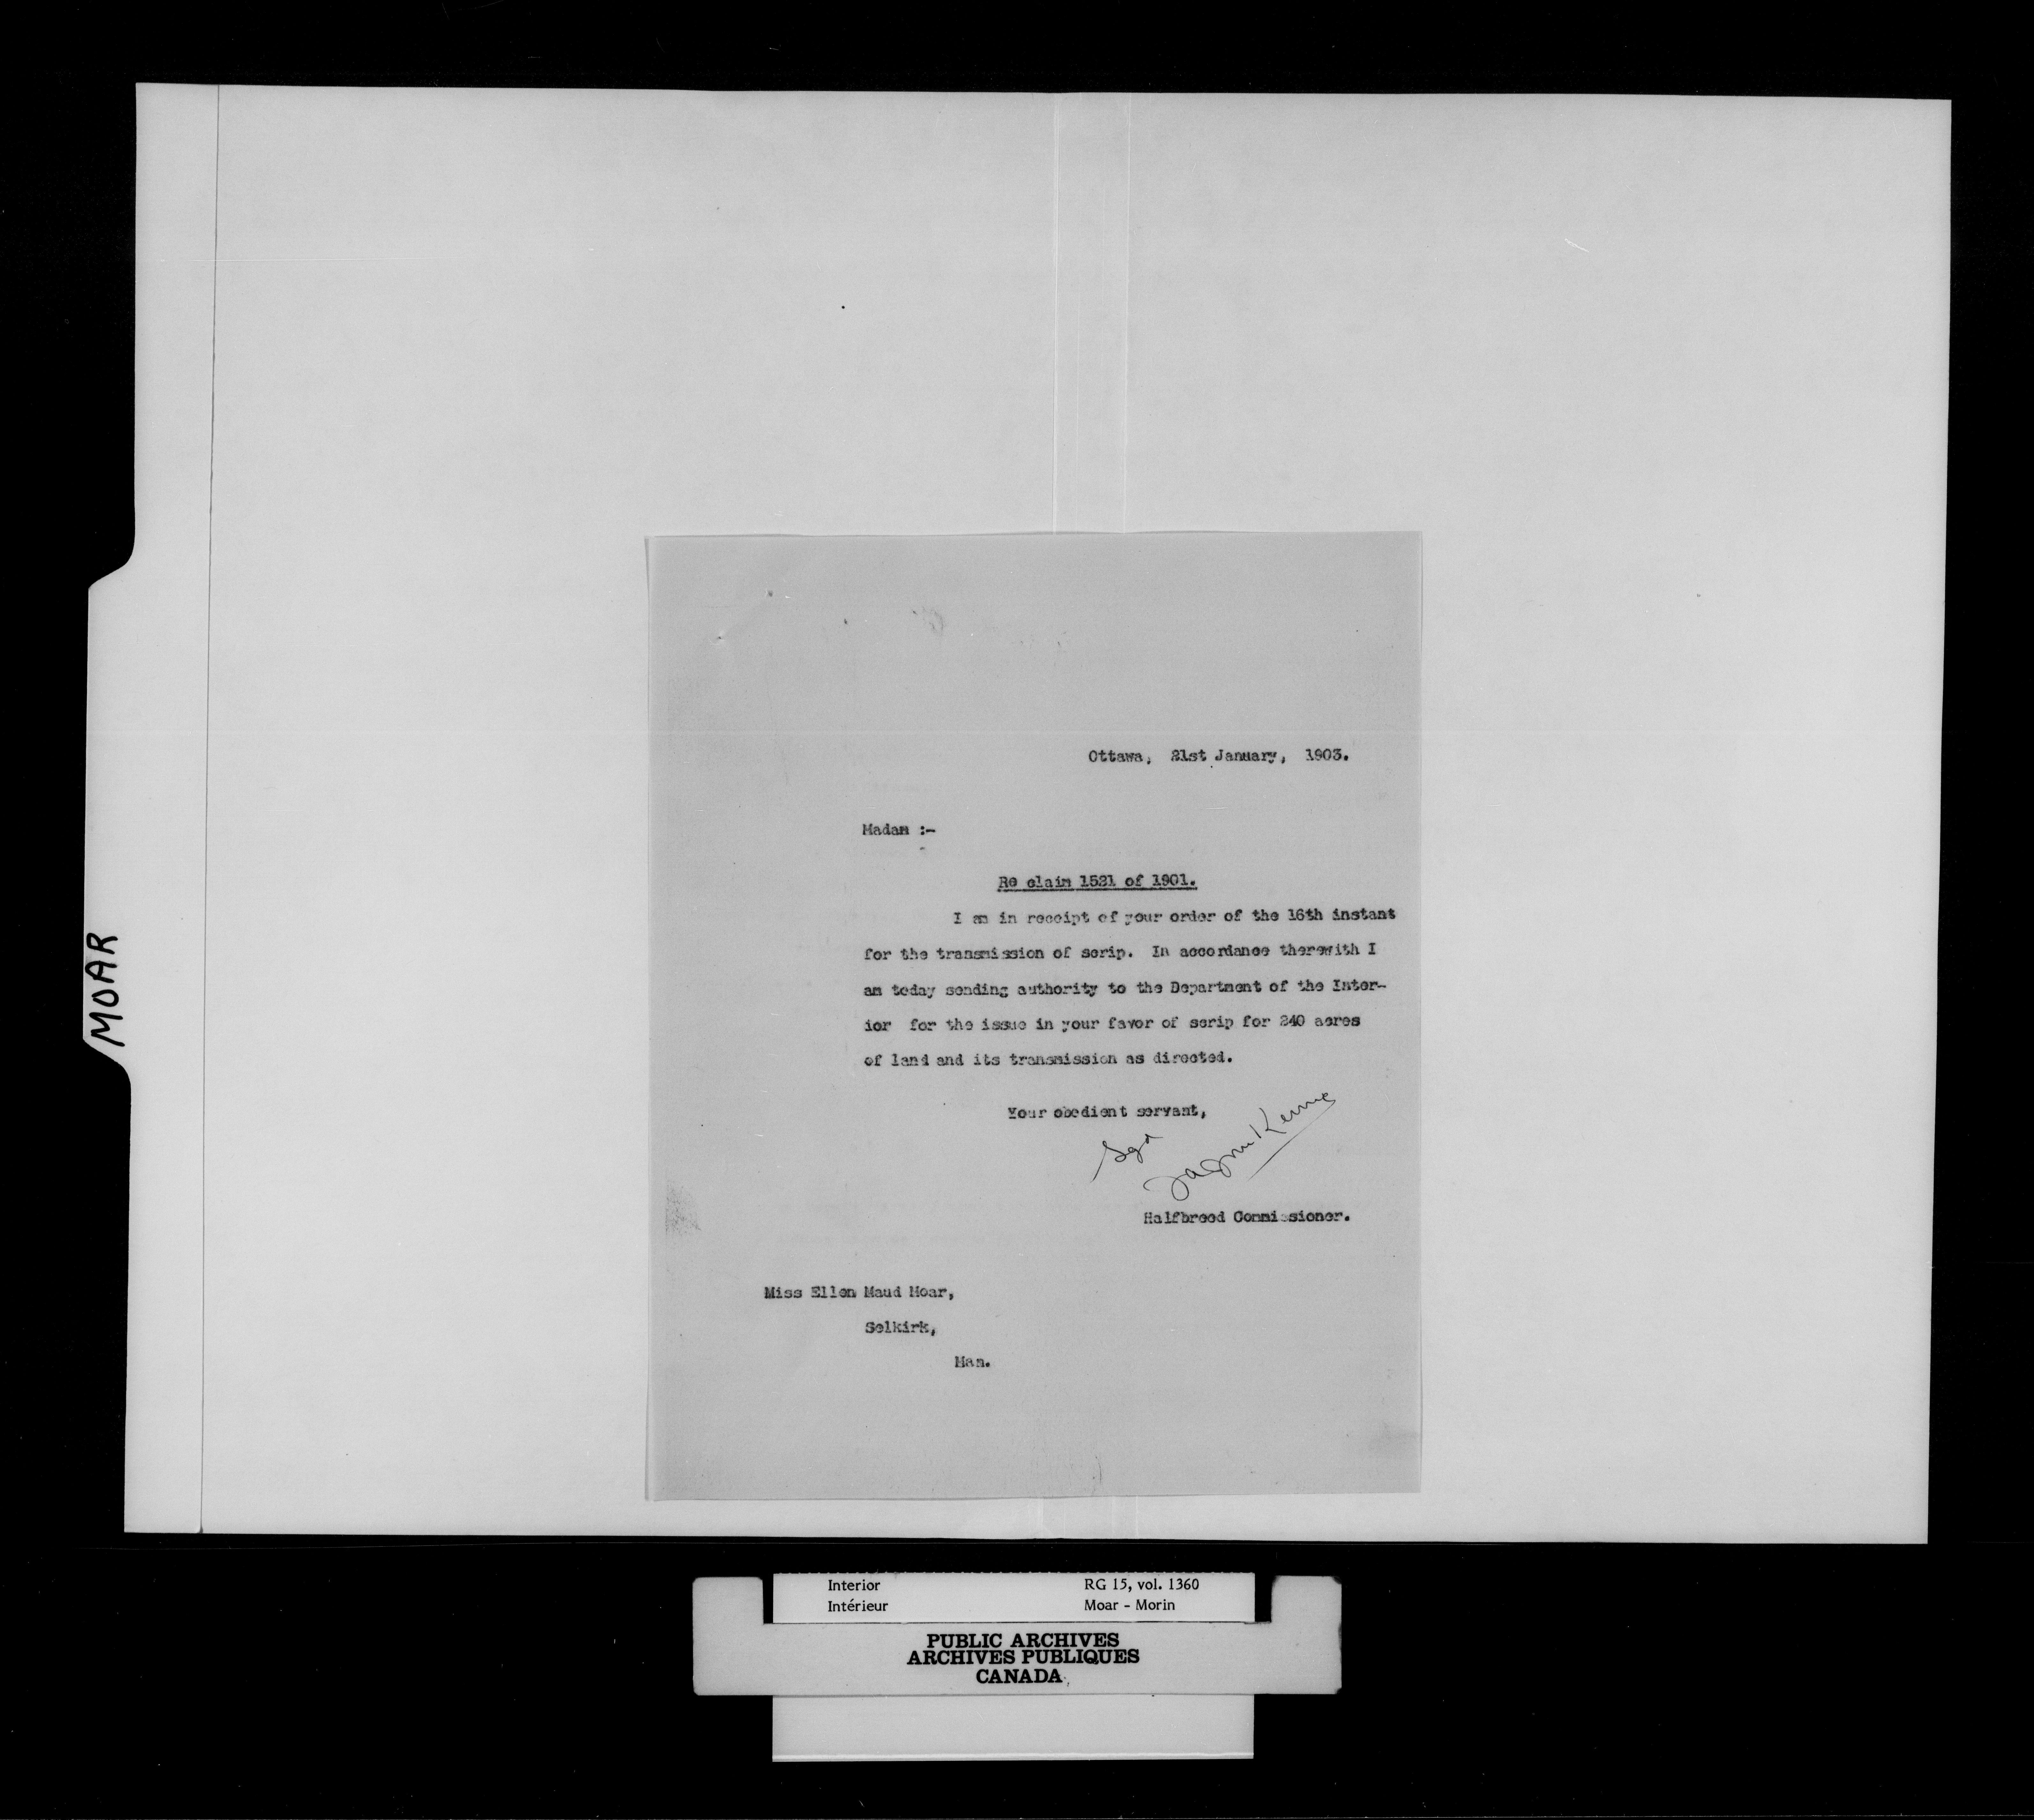 MOAR
Ottawa, 21st January, 1903.
Madam :-
Re claim 1521 of 1901.
I am in receipt of your order of the 16th instant
for the transmission of scrip. In accordance therewith I
am today sending authority to the Department of the Inter-
ior for the issue in your favor of scrip for 240 acres
of land and its transmission as directed.
Your obedient servant,
Sgd
JAJ McKenna
Halfbreed Commissioner.
Miss Ellen Maud Moar,
Selkirk,
Man.
Interior RG 15, vol. 1360
Intérieur Moar - Morin
PUBLIC ARCHIVES
ARCHIVES PUBLIQUES
CANADA